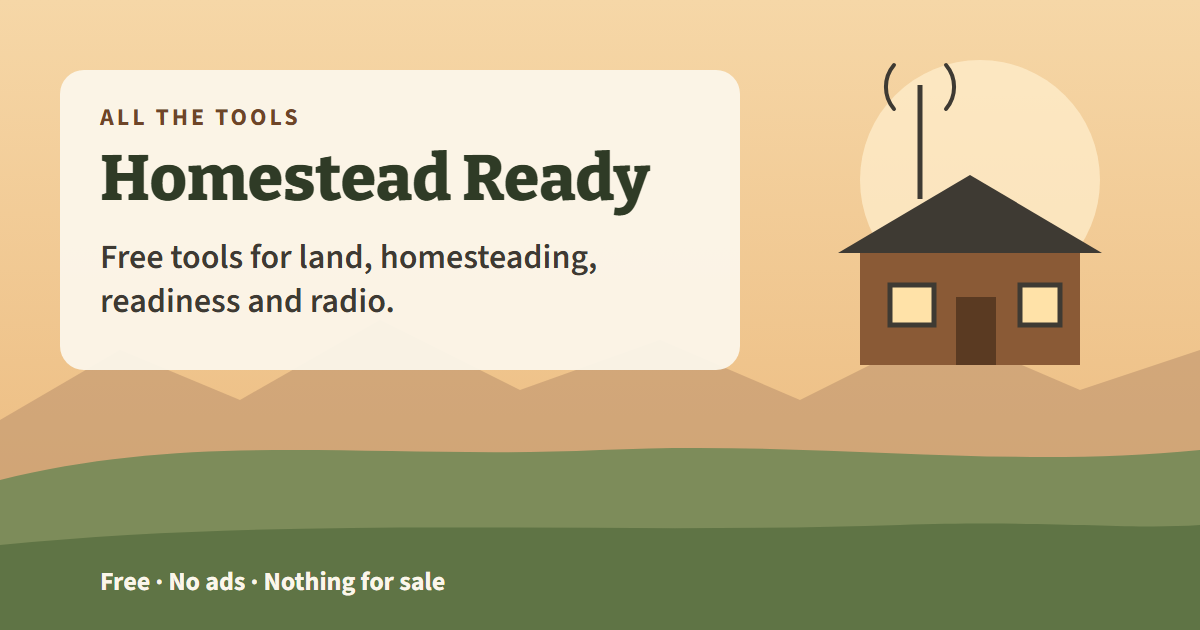 ALL THE TOOLS
Homestead Ready
Free tools for land, homesteading,
readiness and radio.
Free · No ads · Nothing for sale